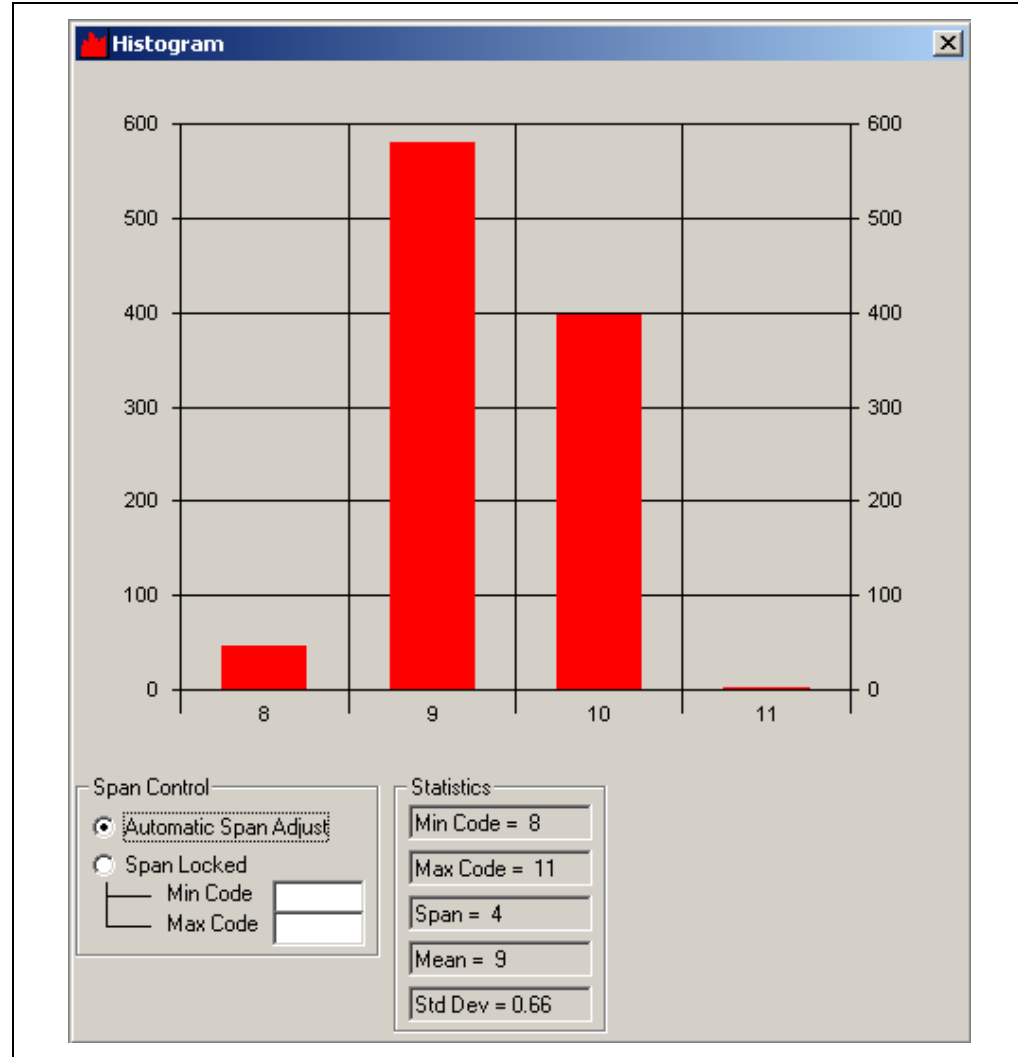 Histogram
600 600
500 500
400 400
300 300
200 200
100 100
0 0
8 9 10 11
Span Control
Automatic Span Adjust
Span Locked
Min Code
Max Code
Statistics
Min Code = 8
Max Code = 11
Span = 4
Mean = 9
Std Dev = 0.66